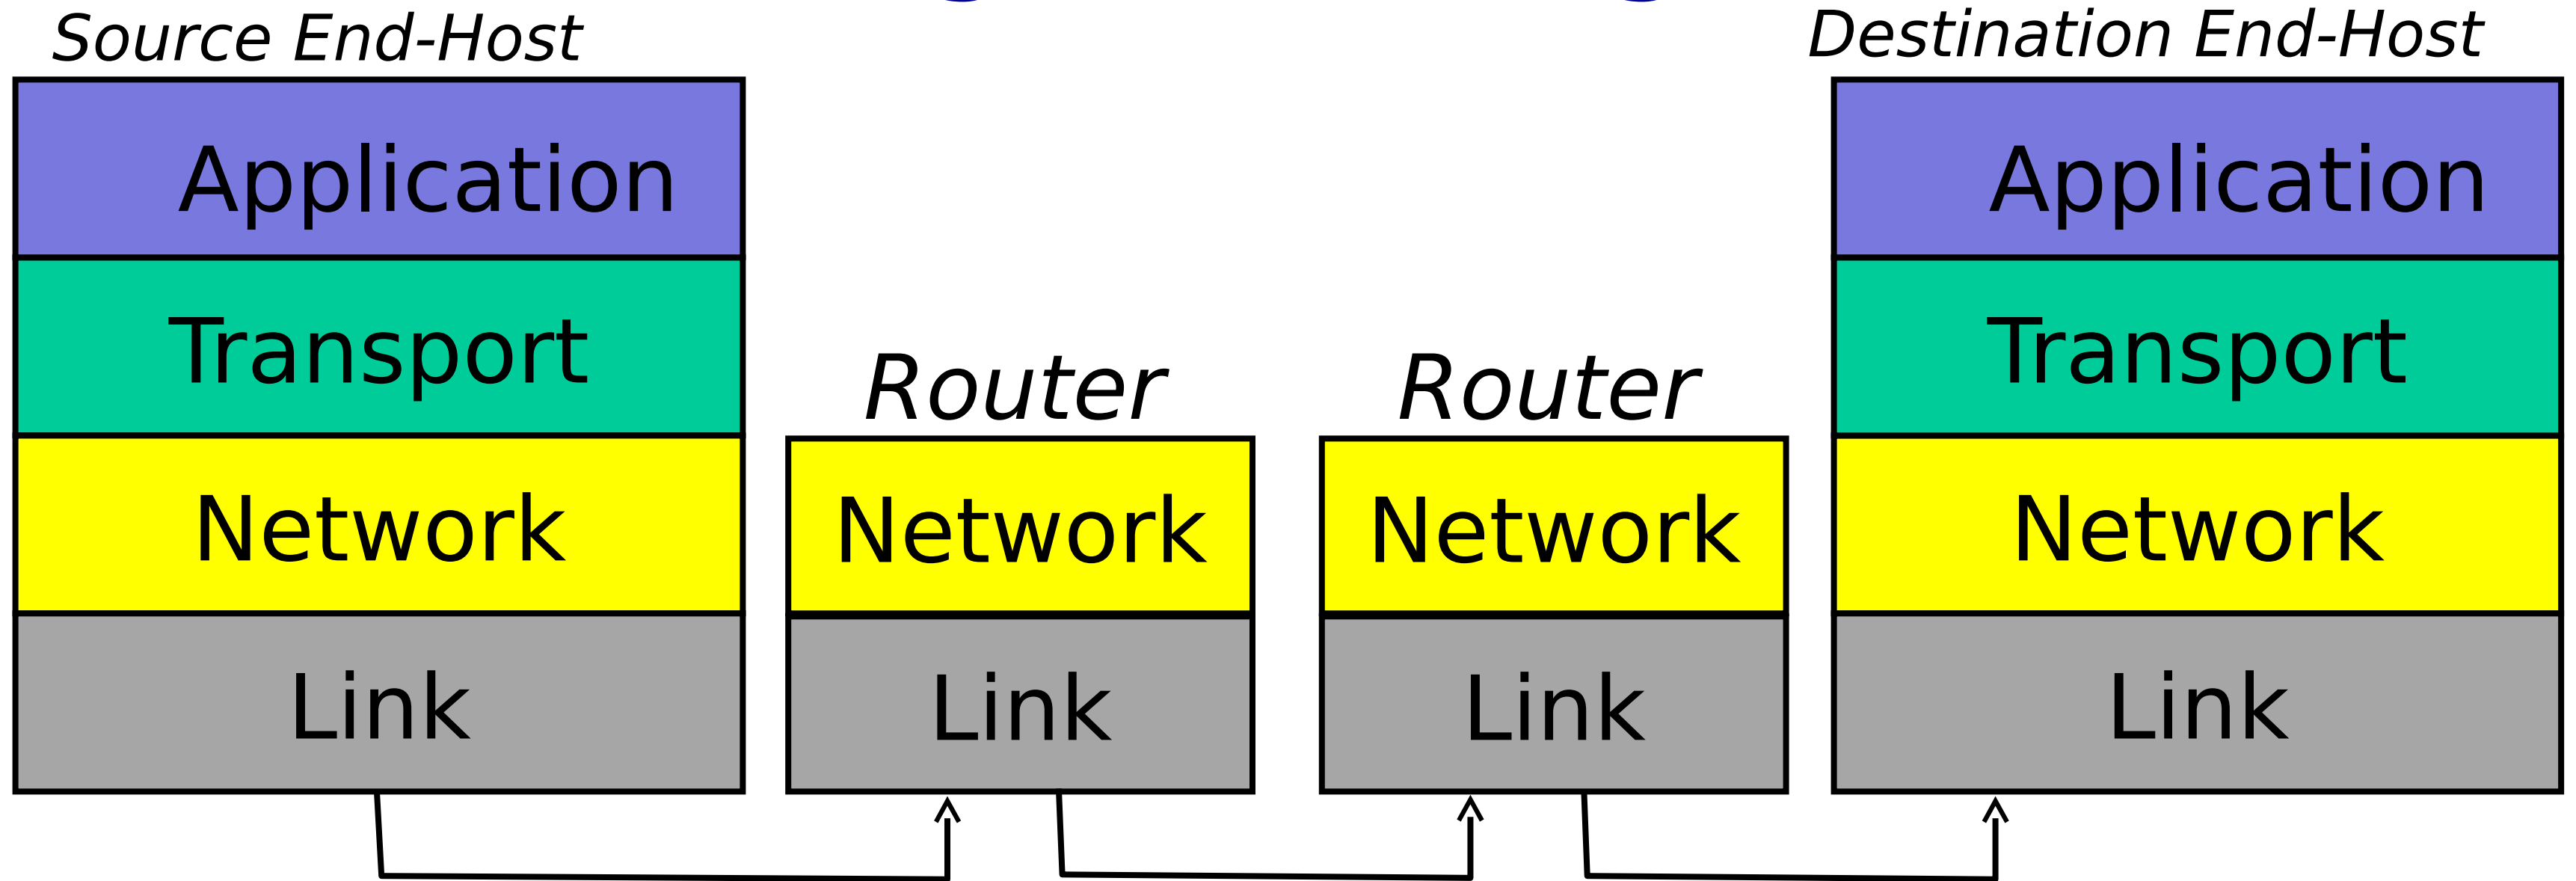 Source End-Host
Destination End-Host
Application
Transport
Network
Link
Router
Network
Link
Router
Network
Link
Application
Transport
Network
Link